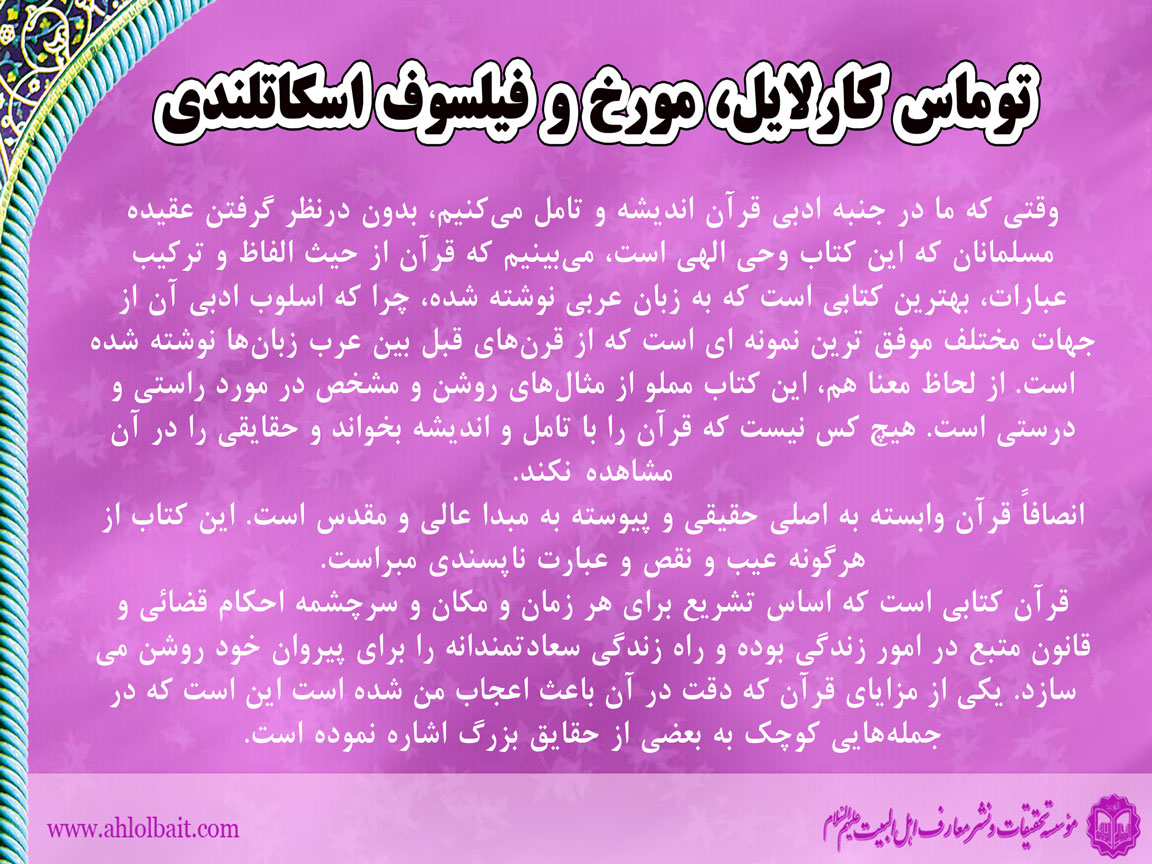 توماس کارلایل، مورخ و فیلسوف اسکاتلندی
وقتی که ما در جنبه ادبی قرآن اندیشه و تامل می‌کنیم، بدون درنظر گرفتن عقیده
مسلمانان که این کتاب وحی الهی است، می‌بینیم که قرآن از حیث الفاظ و ترکیب
عبارات، بهترین کتابی است که به زبان عربی نوشته شده، چرا که اسلوب ادبی آن از
جهات مختلف موفق ترین نمونه ای است که از قرن‌های قبل بین عرب زبان‌ها نوشته شده
است. از لحاظ معنا هم، این کتاب مملو از مثال‌های روشن و مشخص در مورد راستی و
درستی است. هیچ کس نیست که قرآن را با تامل و اندیشه بخواند و حقایقی را در آن
مشاهده نکند.
انصافاً قرآن وابسته به اصلی حقیقی و پیوسته به مبدا عالی و مقدس است. این کتاب از
هرگونه عیب و نقص و عبارت ناپسندی مبراست.
قرآن کتابی است که اساس تشریع برای هر زمان و مکان و سرچشمه احکام قضائی و
قانون متبع در امور زندگی بوده و راه زندگی سعادتمندانه را برای پیروان خود روشن می
سازد. یکی از مزایای قرآن که دقت در آن باعث اعجاب من شده است این است که در
جمله‌هایی کوچک به بعضی از حقایق بزرگ اشاره نموده است.
مؤسسه تحقیقات و نشر معارف اهل البیت علیهم السلام
www.ahlolbait.com